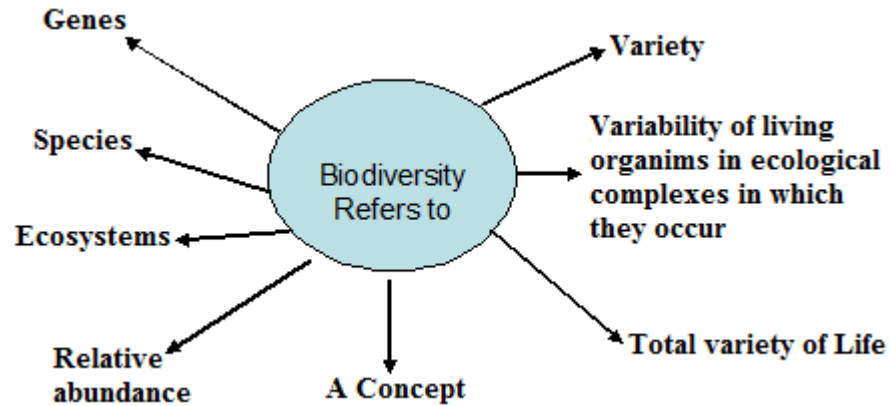 Genes
Variety
Species
Variability of living
organims in ecological
complexes in which
they occur
Biodiversity
Refers to
Ecosystems
Total variety of Life
Relative
abundance
A Concept